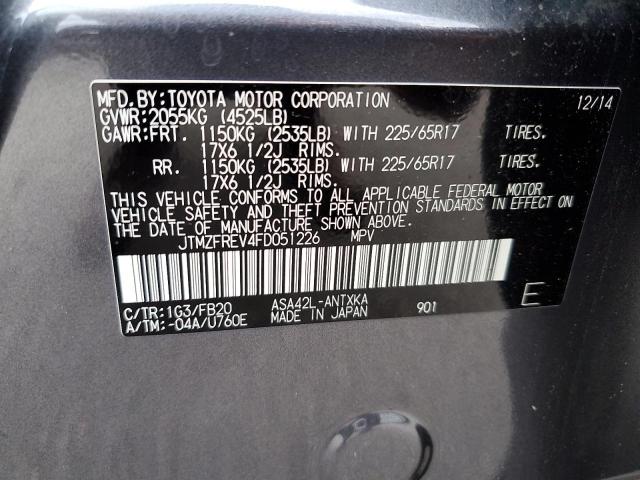 MFD.BY:TOYOTA MOTOR CORPORATION 12/14
GVWR:2055KG (4525LB)
GAWR:FRT. 1150KG (2535LB) WITH 225/65R17 TIRES.
17X6 1/2J RIMS.
RR. 1150KG (2535LB) WITH 225/65R17 TIRES.
17X6 1/2J RIMS.
THIS VEHICLE CONFORMS TO ALL APPLICABLE FEDERAL MOTOR
VEHICLE SAFETY AND THEFT PREVENTION STANDARDS IN EFFECT ON
THE DATE OF MANUFACTURE SHOWN ABOVE.
JTMZFREV4FD051226 MPV
C/TR:1G3/FB20 ASA42L-ANTXKA
A/TM:-04A/U760E MADE IN JAPAN 901 E